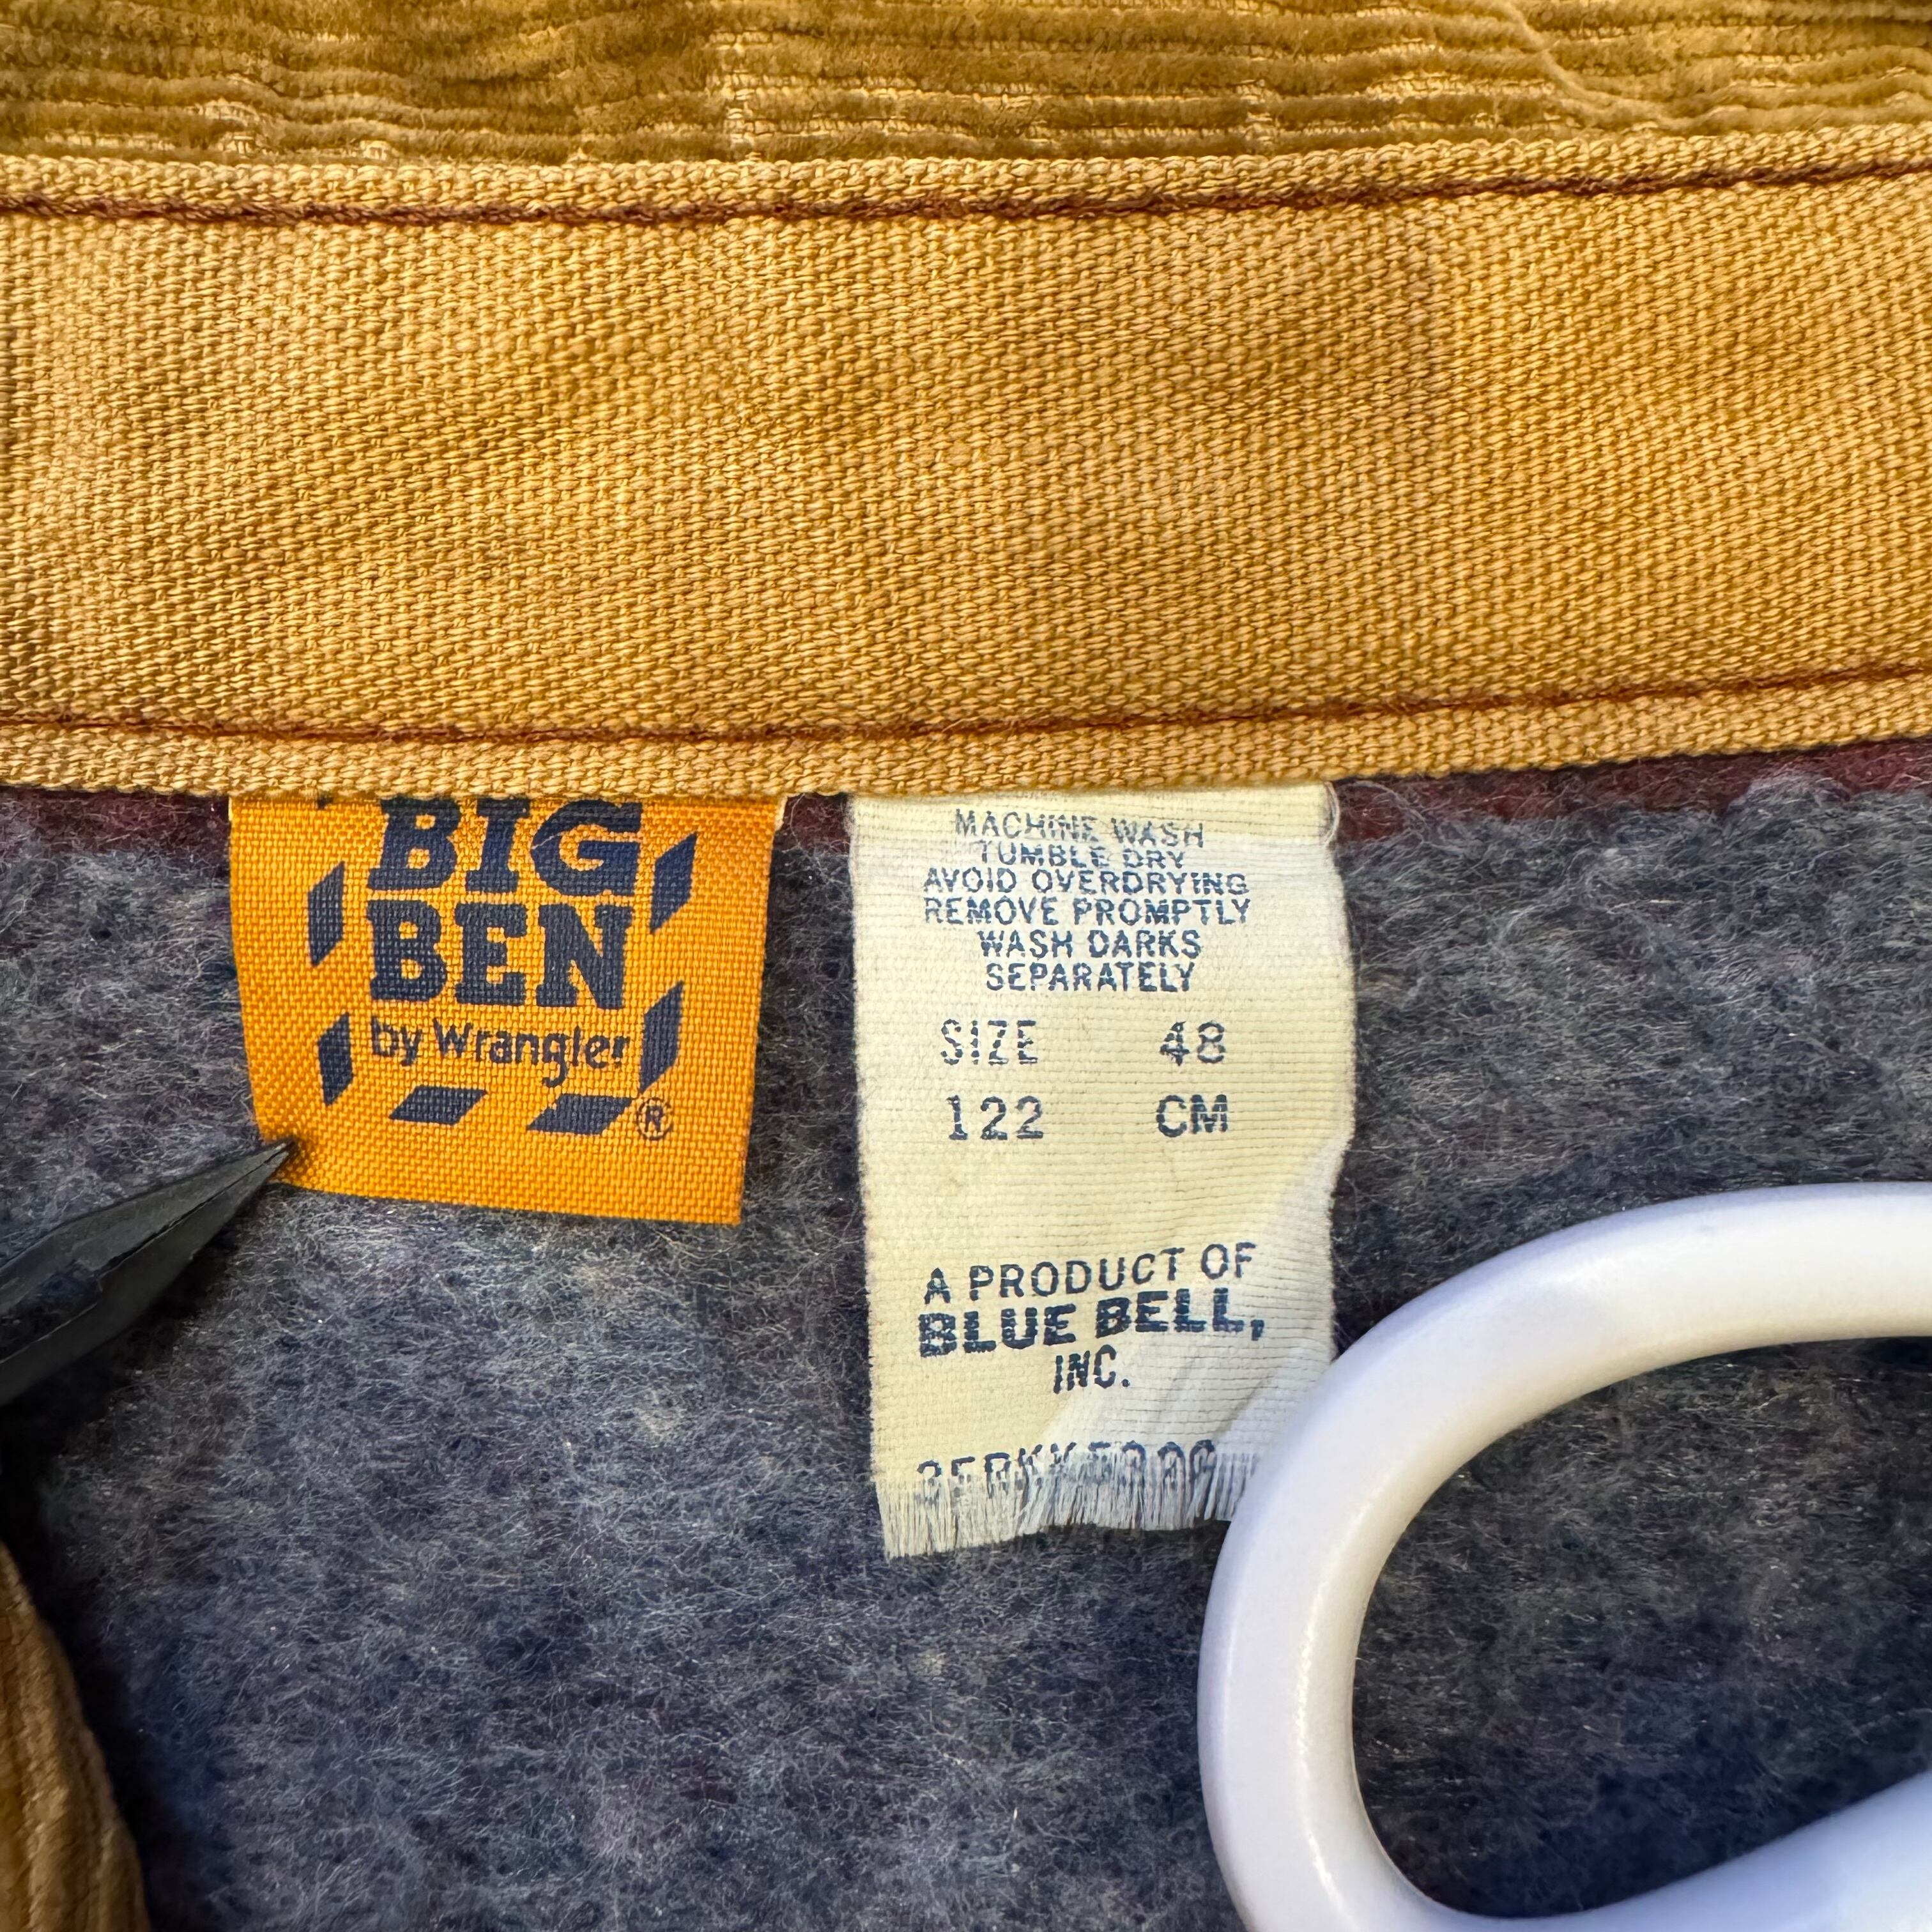 BIG
BEN
by Wrangler
®
MACHINE WASH
TUMBLE DRY
AVOID OVERDRYING
REMOVE PROMPTLY
WASH DARKS
SEPARATELY
SIZE 48
122 CM
A PRODUCT OF
BLUE BELL,
INC.